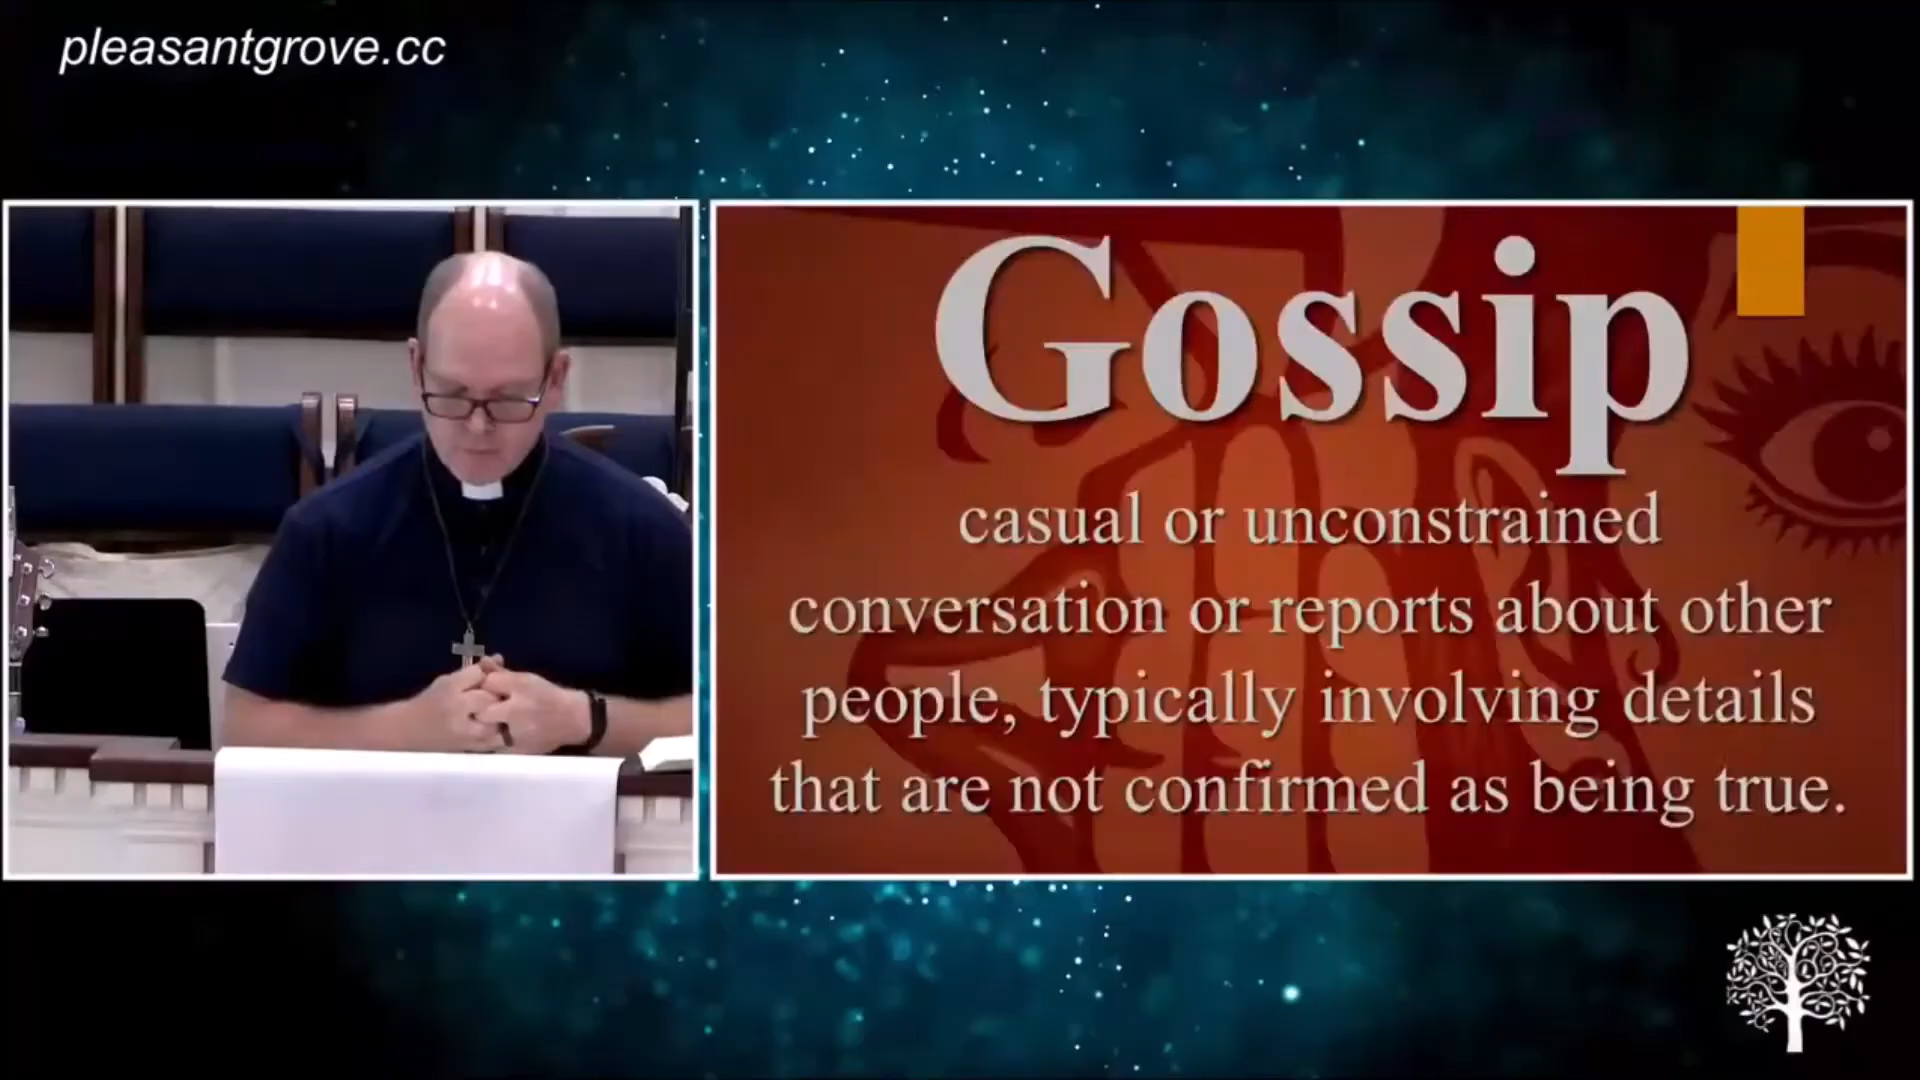 pleasantgrove.cc
Gossip
casual or unconstrained
conversation or reports about other
people, typically involving details
that are not confirmed as being true.